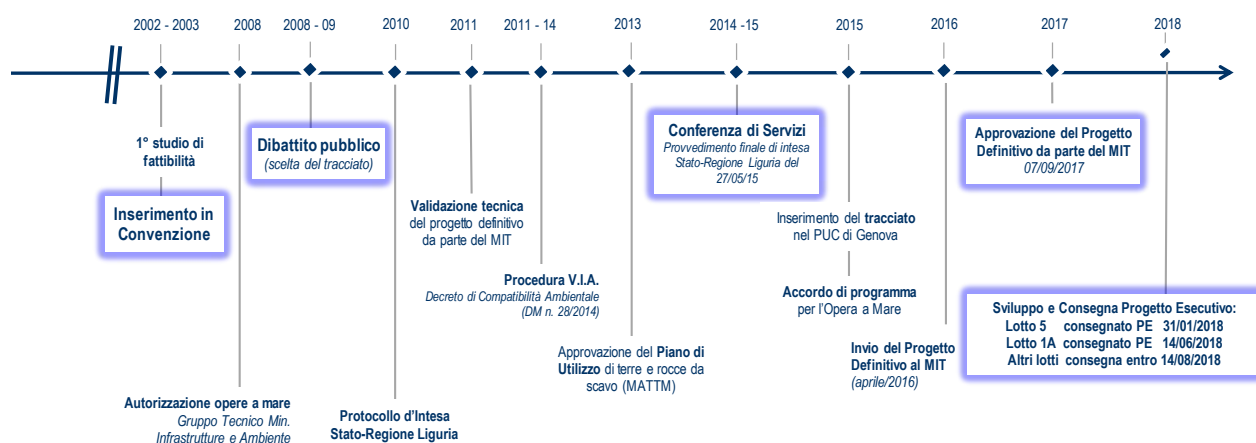 2002 - 2003
2008
2008 - 09
2010
2011
2011 - 14
2013
2014 -15
2015
2016
2017
2018
1° studio di
fattibilità
Inserimento in
Convenzione
Autorizzazione opere a mare
Gruppo Tecnico Min.
Infrastrutture e Ambiente
Dibattito pubblico
(scelta del tracciato)
Protocollo d'Intesa
Stato-Regione Liguria
Validazione tecnica
del progetto definitivo
da parte del MIT
Procedura V.I.A.
Decreto di Compatibilità Ambientale
(DM n. 28/2014)
Approvazione del Piano di
Utilizzo di terre e rocce da
scavo (MATTM)
Conferenza di Servizi
Provvedimento finale di intesa
Stato-Regione Liguria del
27/05/15
Inserimento del tracciato
nel PUC di Genova
Accordo di programma
per l'Opera a Mare
Invio del Progetto
Definitivo al MIT
(aprile/2016)
Approvazione del Progetto
Definitivo da parte del MIT
07/09/2017
Sviluppo e Consegna Progetto Esecutivo:
Lotto 5 consegnato PE 31/01/2018
Lotto 1A consegnato PE 14/06/2018
Altri lotti consegna entro 14/08/2018